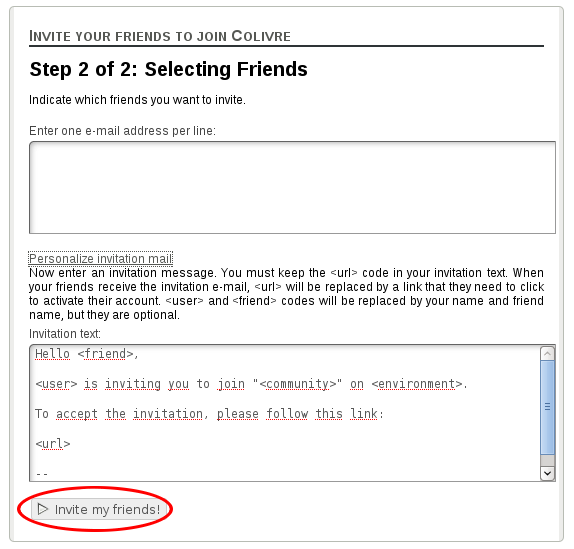 Invite your friends to join Colivre
Step 2 of 2: Selecting Friends
Indicate which friends you want to invite.
Enter one e-mail address per line:
Personalize invitation mail
Now enter an invitation message. You must keep the <url> code in your invitation text. When
your friends receive the invitation e-mail, <url> will be replaced by a link that they need to click
to activate their account. <user> and <friend> codes will be replaced by your name and friend
name, but they are optional.
Invitation text:
Hello <friend>,
<user> is inviting you to join "<community>" on <environment>.
To accept the invitation, please follow this link:
<url>
--
Invite my friends!